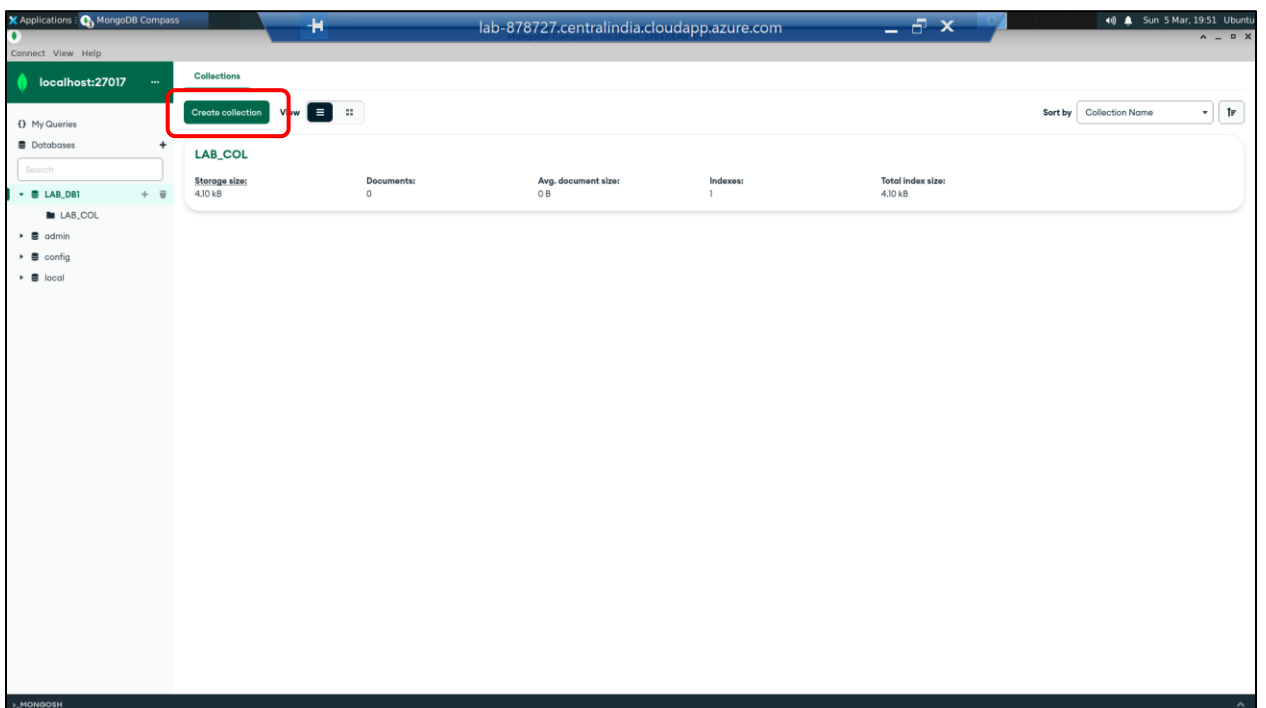 Applications
MongoDB Compass
lab-878727.centralindia.cloudapp.azure.com
Sun 5 Mar, 19:51 Ubuntu
Connect View Help
localhost:27017 ...
My Queries
Databases +
Search
LAB_DB1 +
LAB_COL
admin
config
local
Collections
Create collection
View
Sort by Collection Name
LAB_COL
Storage size: Documents: Avg. document size: Indexes: Total index size:
4.10 kB 0 0 B 1 4.10 kB
>_MONGOSH